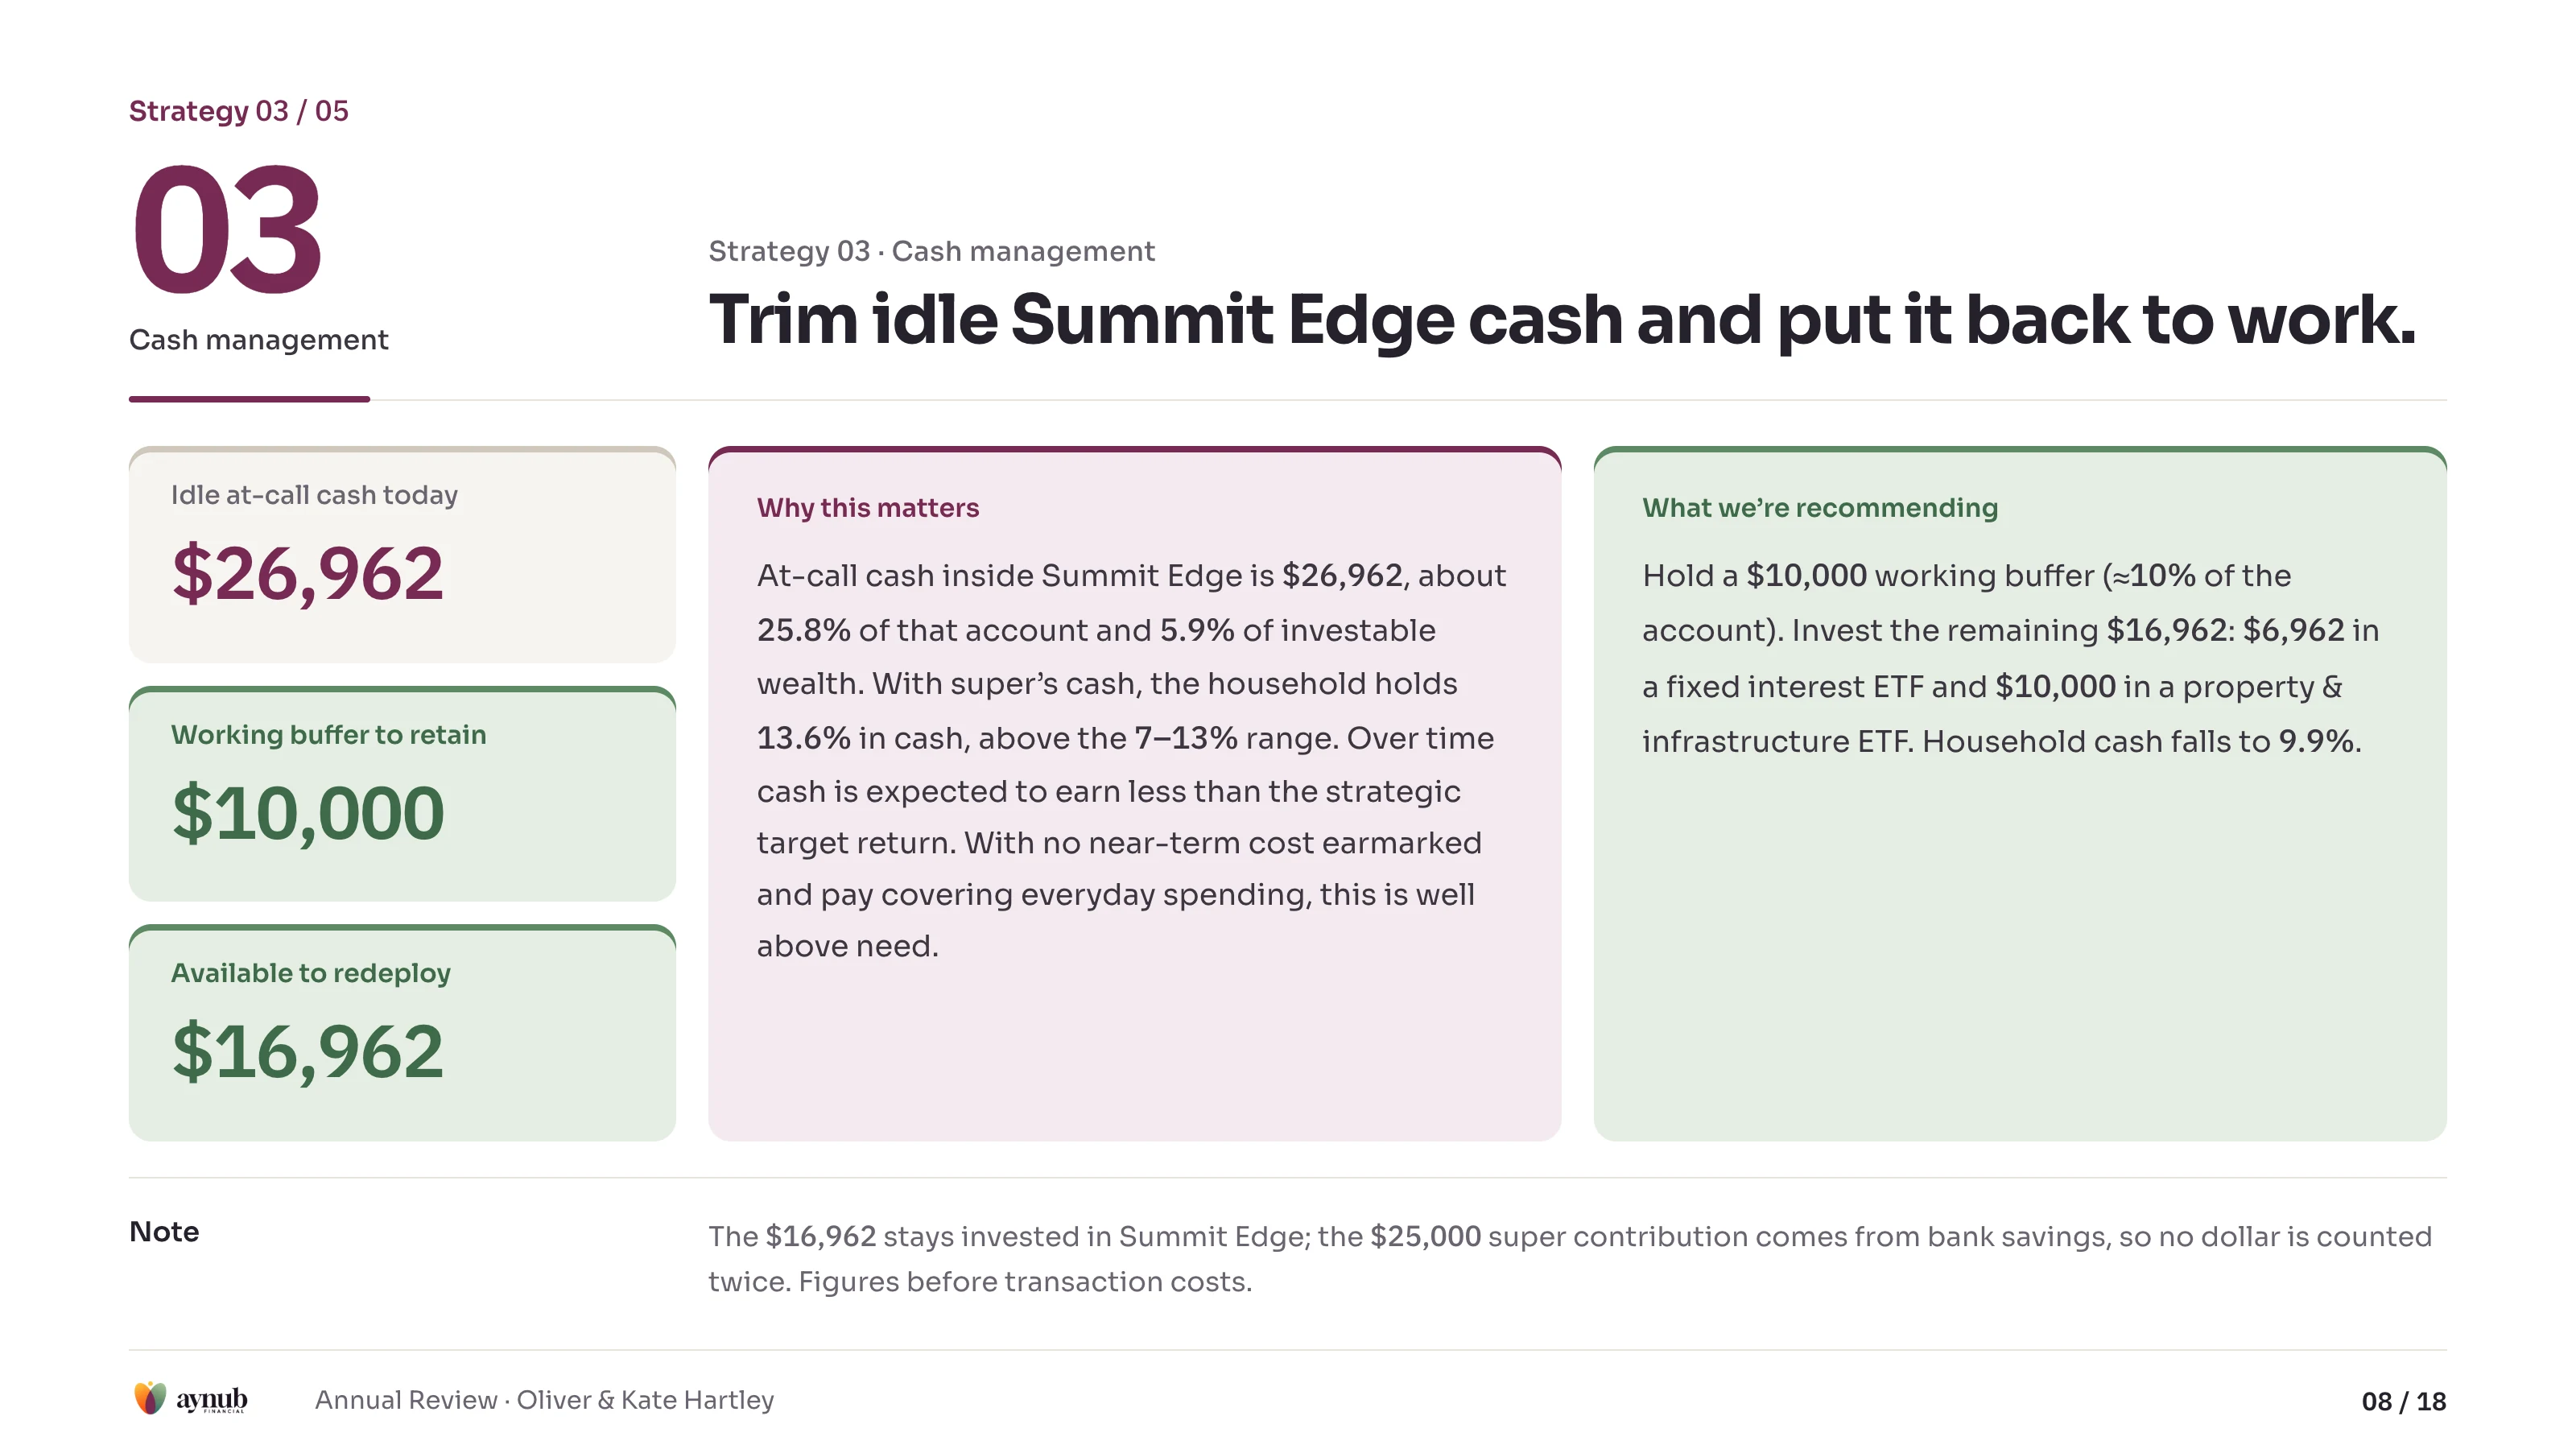 Strategy 03 / 05
03
Cash management
Strategy 03 · Cash management
Trim idle Summit Edge cash and put it back to work.
Idle at-call cash today
$26,962
Working buffer to retain
$10,000
Available to redeploy
$16,962
Why this matters
At-call cash inside Summit Edge is $26,962, about
25.8% of that account and 5.9% of investable
wealth. With super’s cash, the household holds
13.6% in cash, above the 7–13% range. Over time
cash is expected to earn less than the strategic
target return. With no near-term cost earmarked
and pay covering everyday spending, this is well
above need.
What we’re recommending
Hold a $10,000 working buffer (≈10% of the
account). Invest the remaining $16,962: $6,962 in
a fixed interest ETF and $10,000 in a property &
infrastructure ETF. Household cash falls to 9.9%.
Note
The $16,962 stays invested in Summit Edge; the $25,000 super contribution comes from bank savings, so no dollar is counted
twice. Figures before transaction costs.
aynub
FINANCIAL
Annual Review · Oliver & Kate Hartley
08 / 18